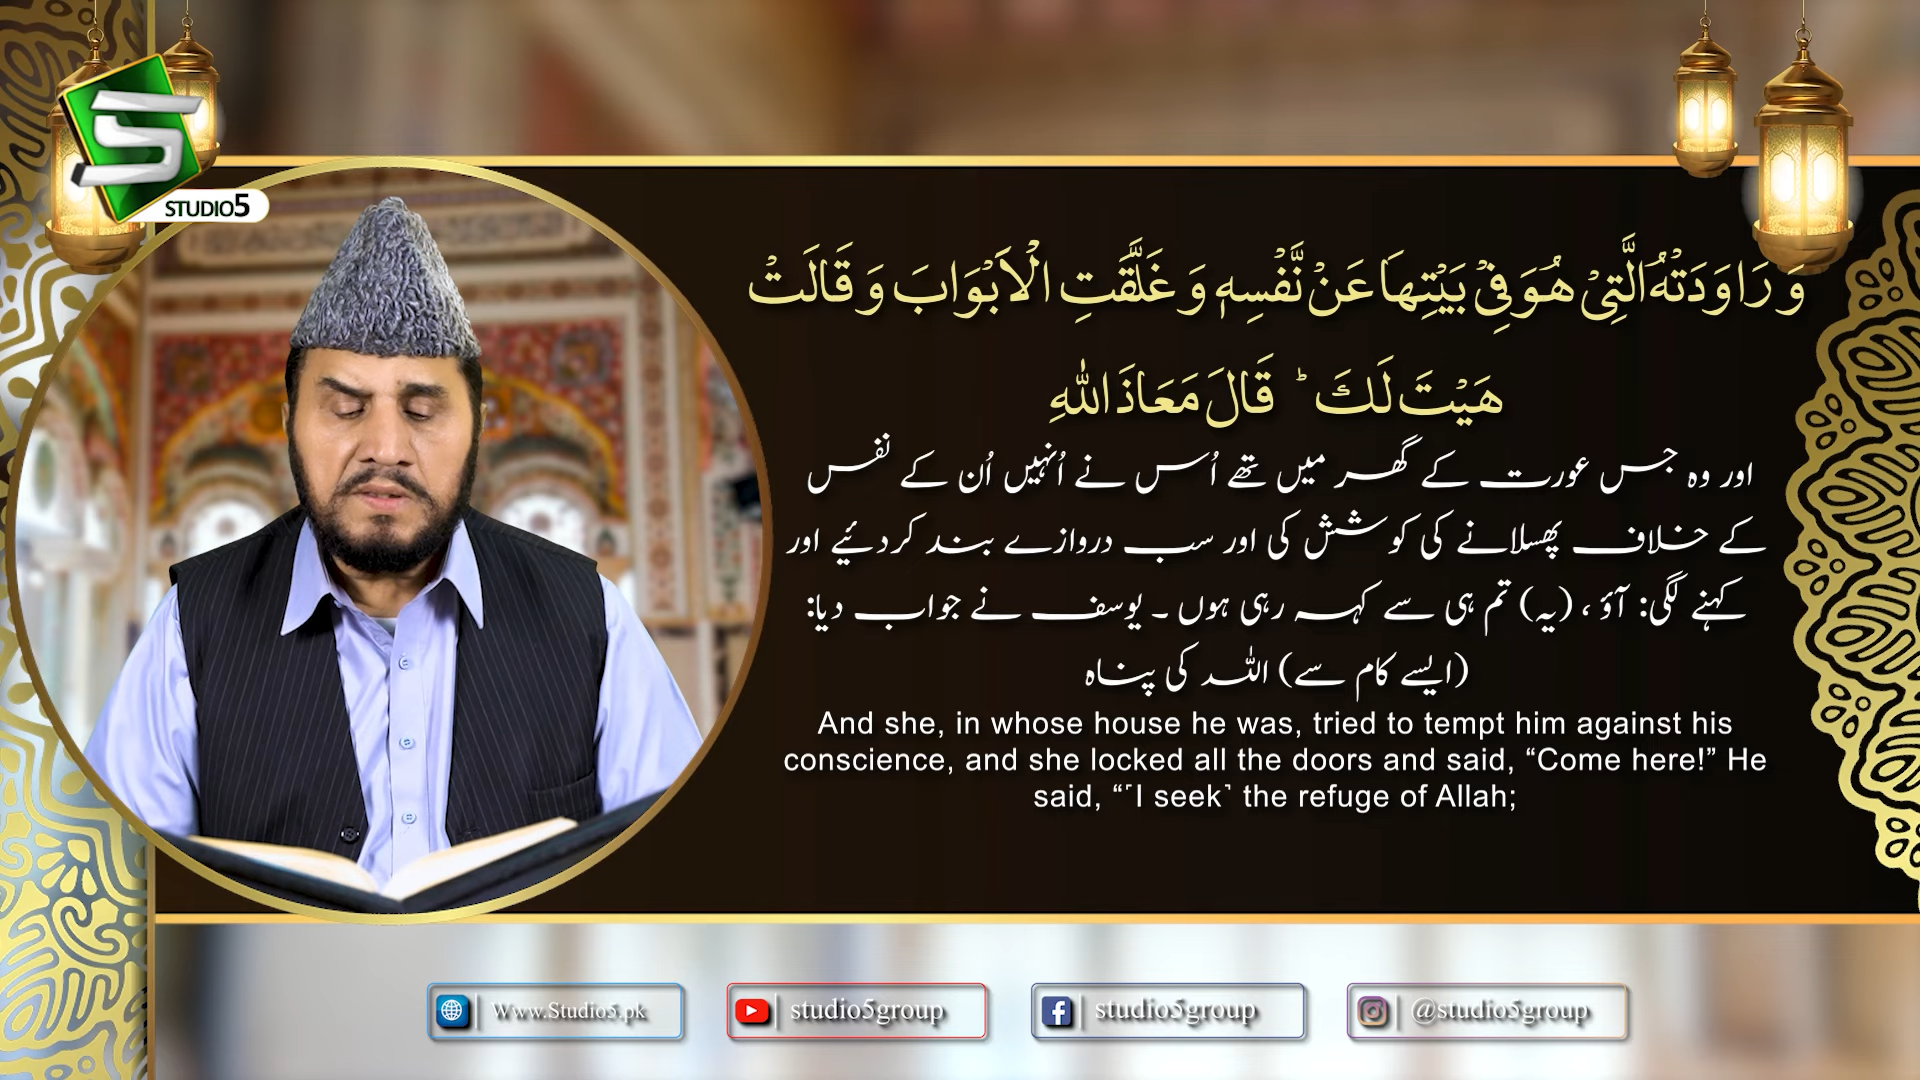 STUDIO5
وَ رَاوَدَتْهُ الَّتِیْ هُوَ فِیْ بَیْتِهَا عَنْ نَّفْسِهٖ وَ غَلَّقَتِ الْاَبْوَابَ وَ قَالَتْ
هَیْتَ لَكَ ؕ قَالَ مَعَاذَ اللّٰهِ
اور وہ جس عورت کے گھر میں تھے اُس نے اُنہیں اُن کے نفس
کے خلاف پھسلانے کی کوشش کی اور سب دروازے بند کردئیے اور
کہنے لگی: آؤ ، (یہ) تم ہی سے کہہ رہی ہوں ۔ یوسف نے جواب دیا:
(ایسے کام سے) اللہ کی پناہ
And she, in whose house he was, tried to tempt him against his
conscience, and she locked all the doors and said, “Come here!” He
said, “˹I seek˺ the refuge of Allah;
Www.Studio5.pk
studio5group
studio5group
@studio5group